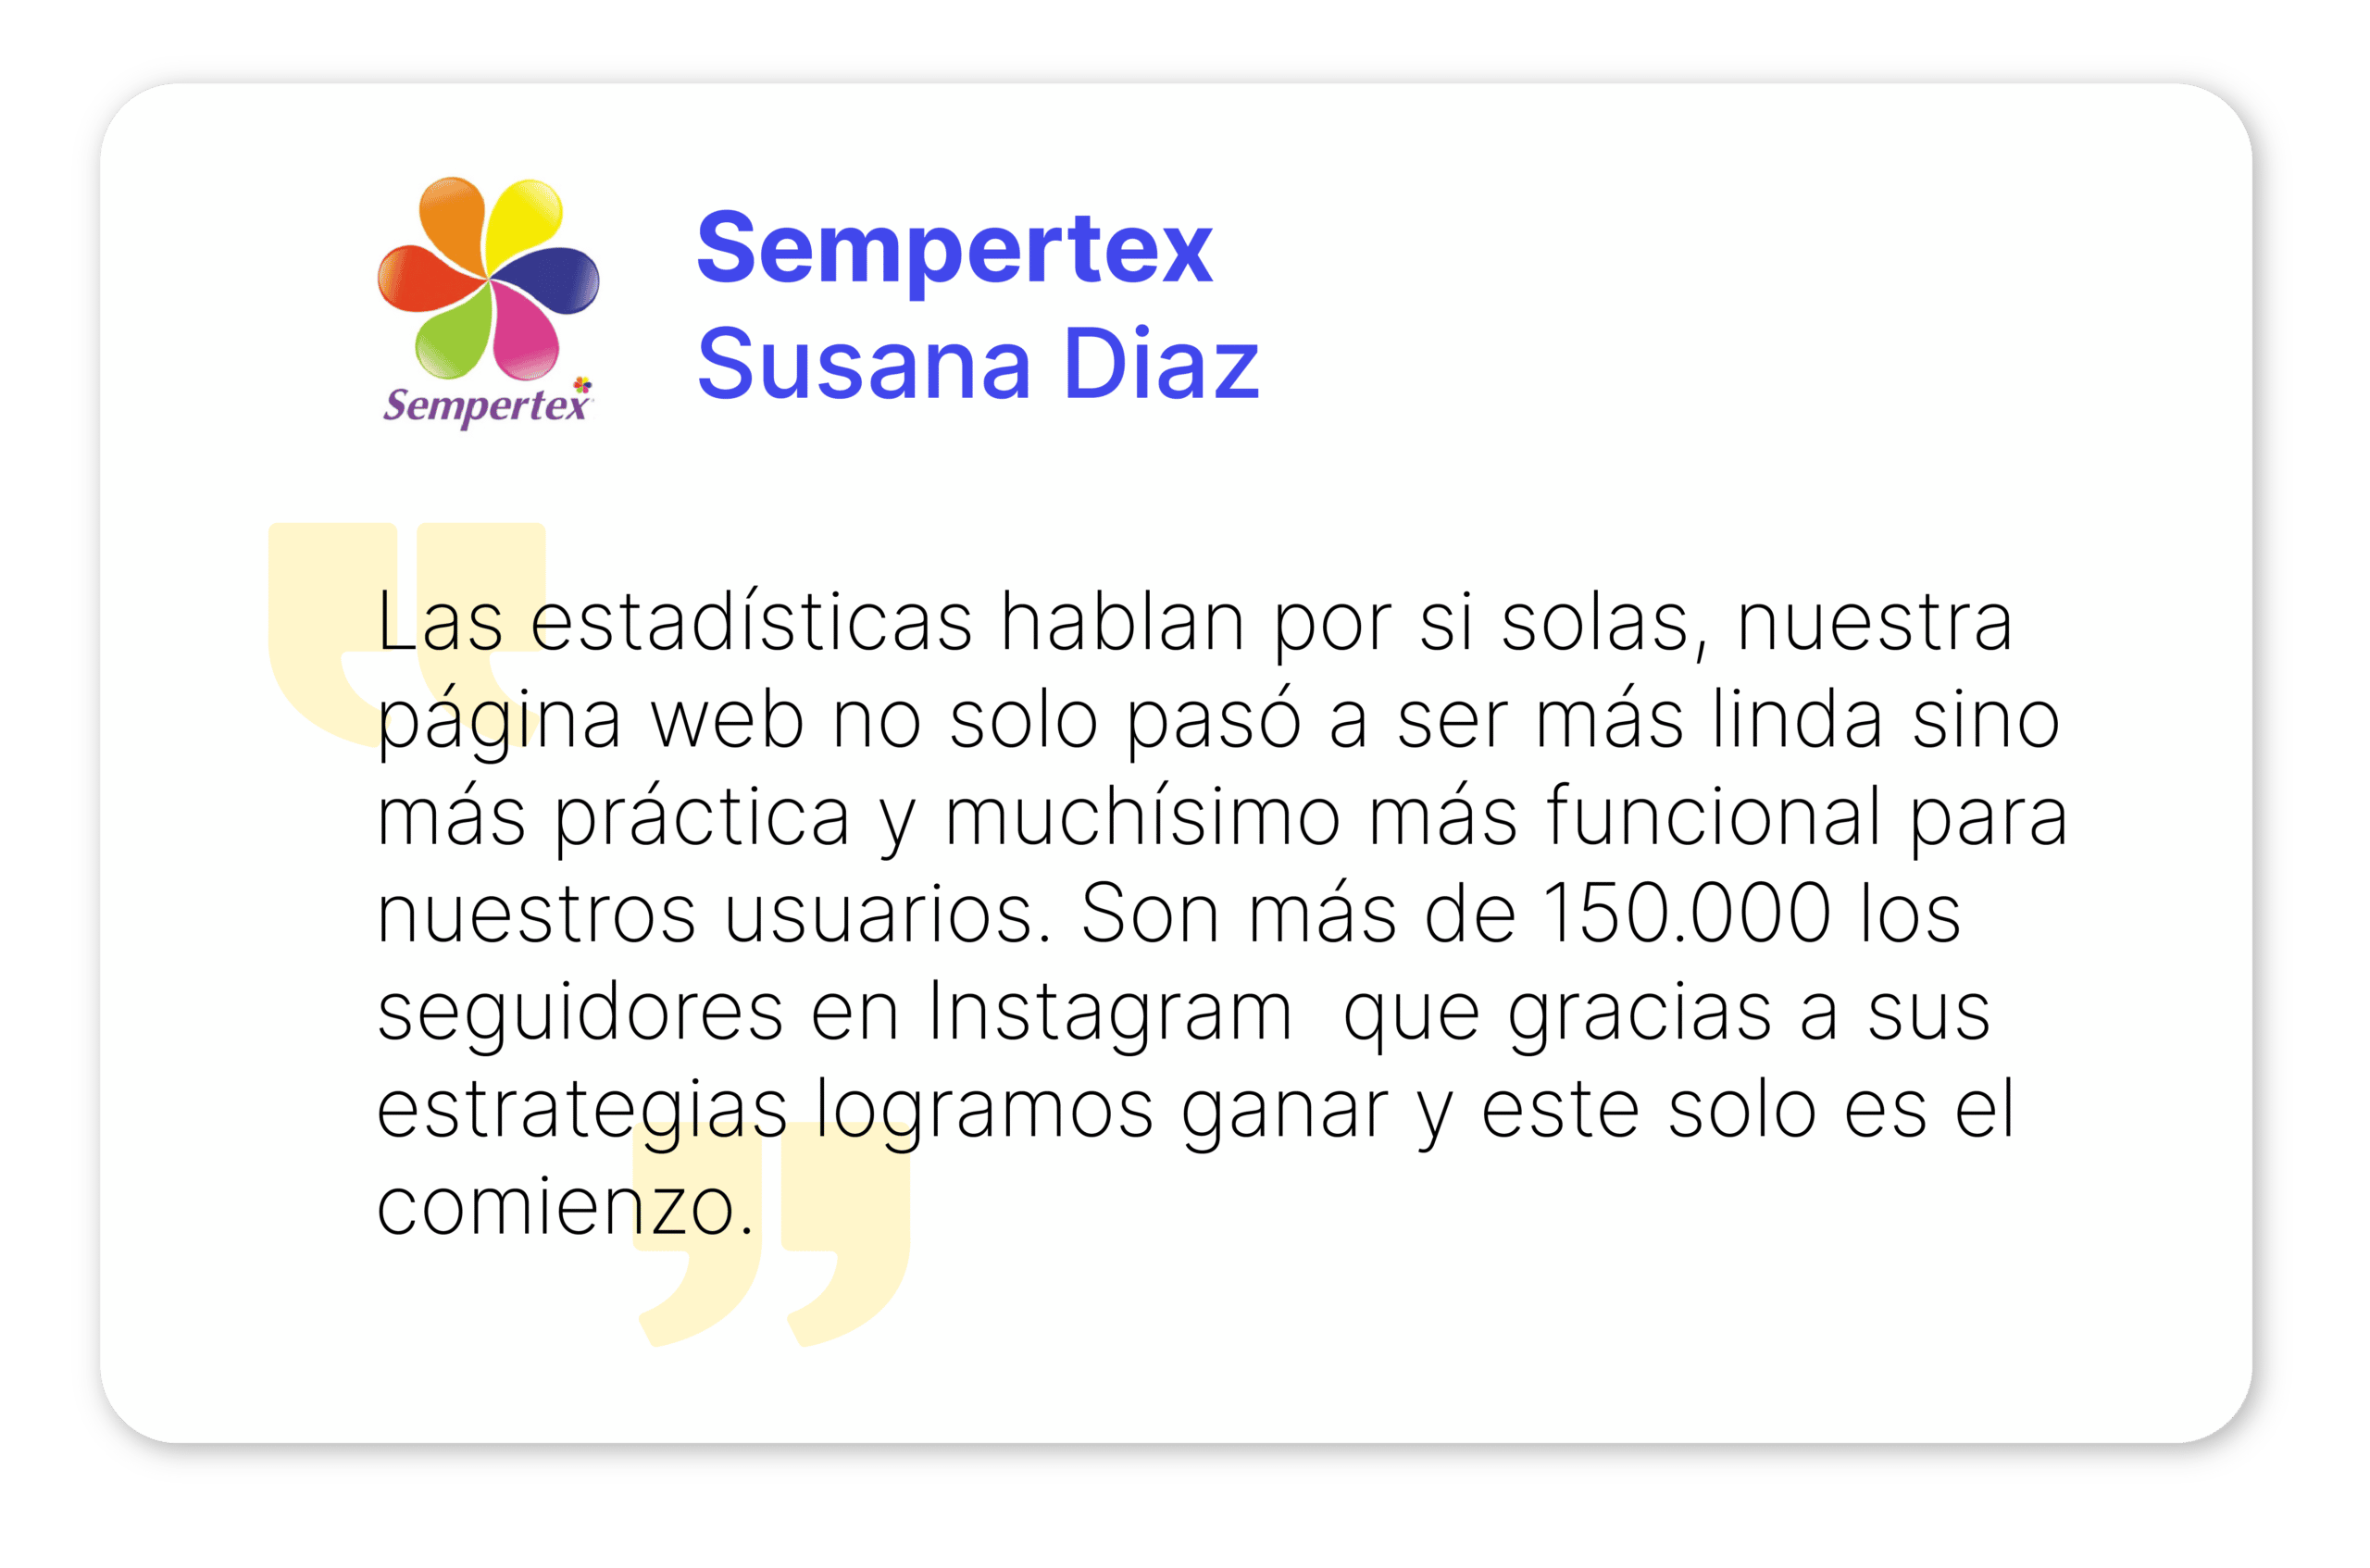 Sempertex
Susana Diaz
Sempertex
Las estadísticas hablan por si solas, nuestra
página web no solo pasó a ser más linda sino
más práctica y muchísimo más funcional para
nuestros usuarios. Son más de 150.000 los
seguidores en Instagram  que gracias a sus
estrategias logramos ganar y este solo es el
comienzo.